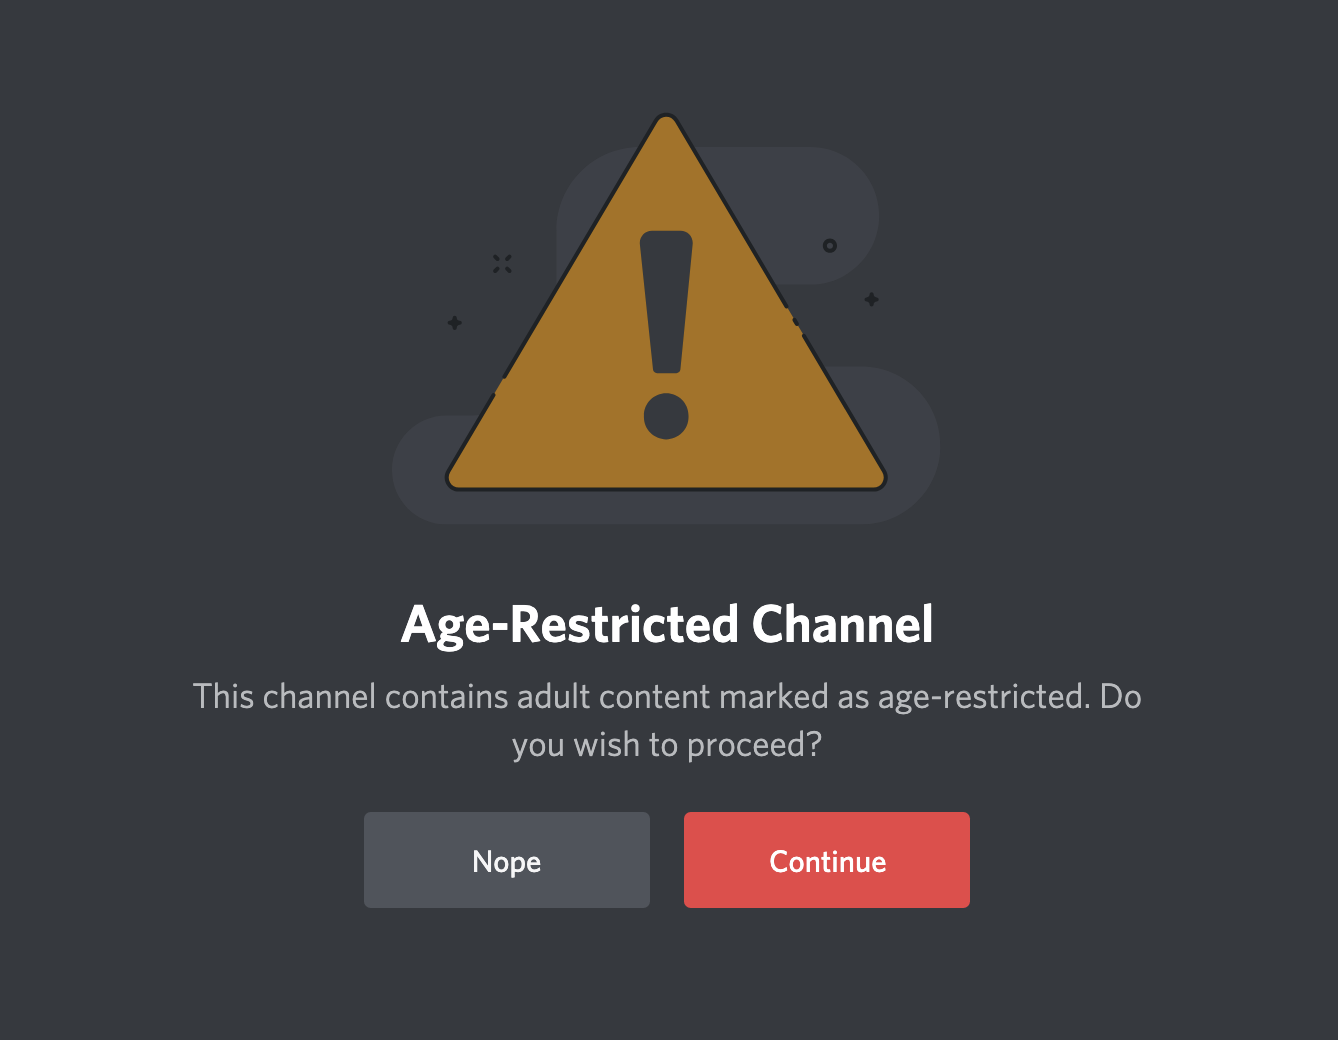 Age-Restricted Channel
This channel contains adult content marked as age-restricted. Do
you wish to proceed?
Nope
Continue